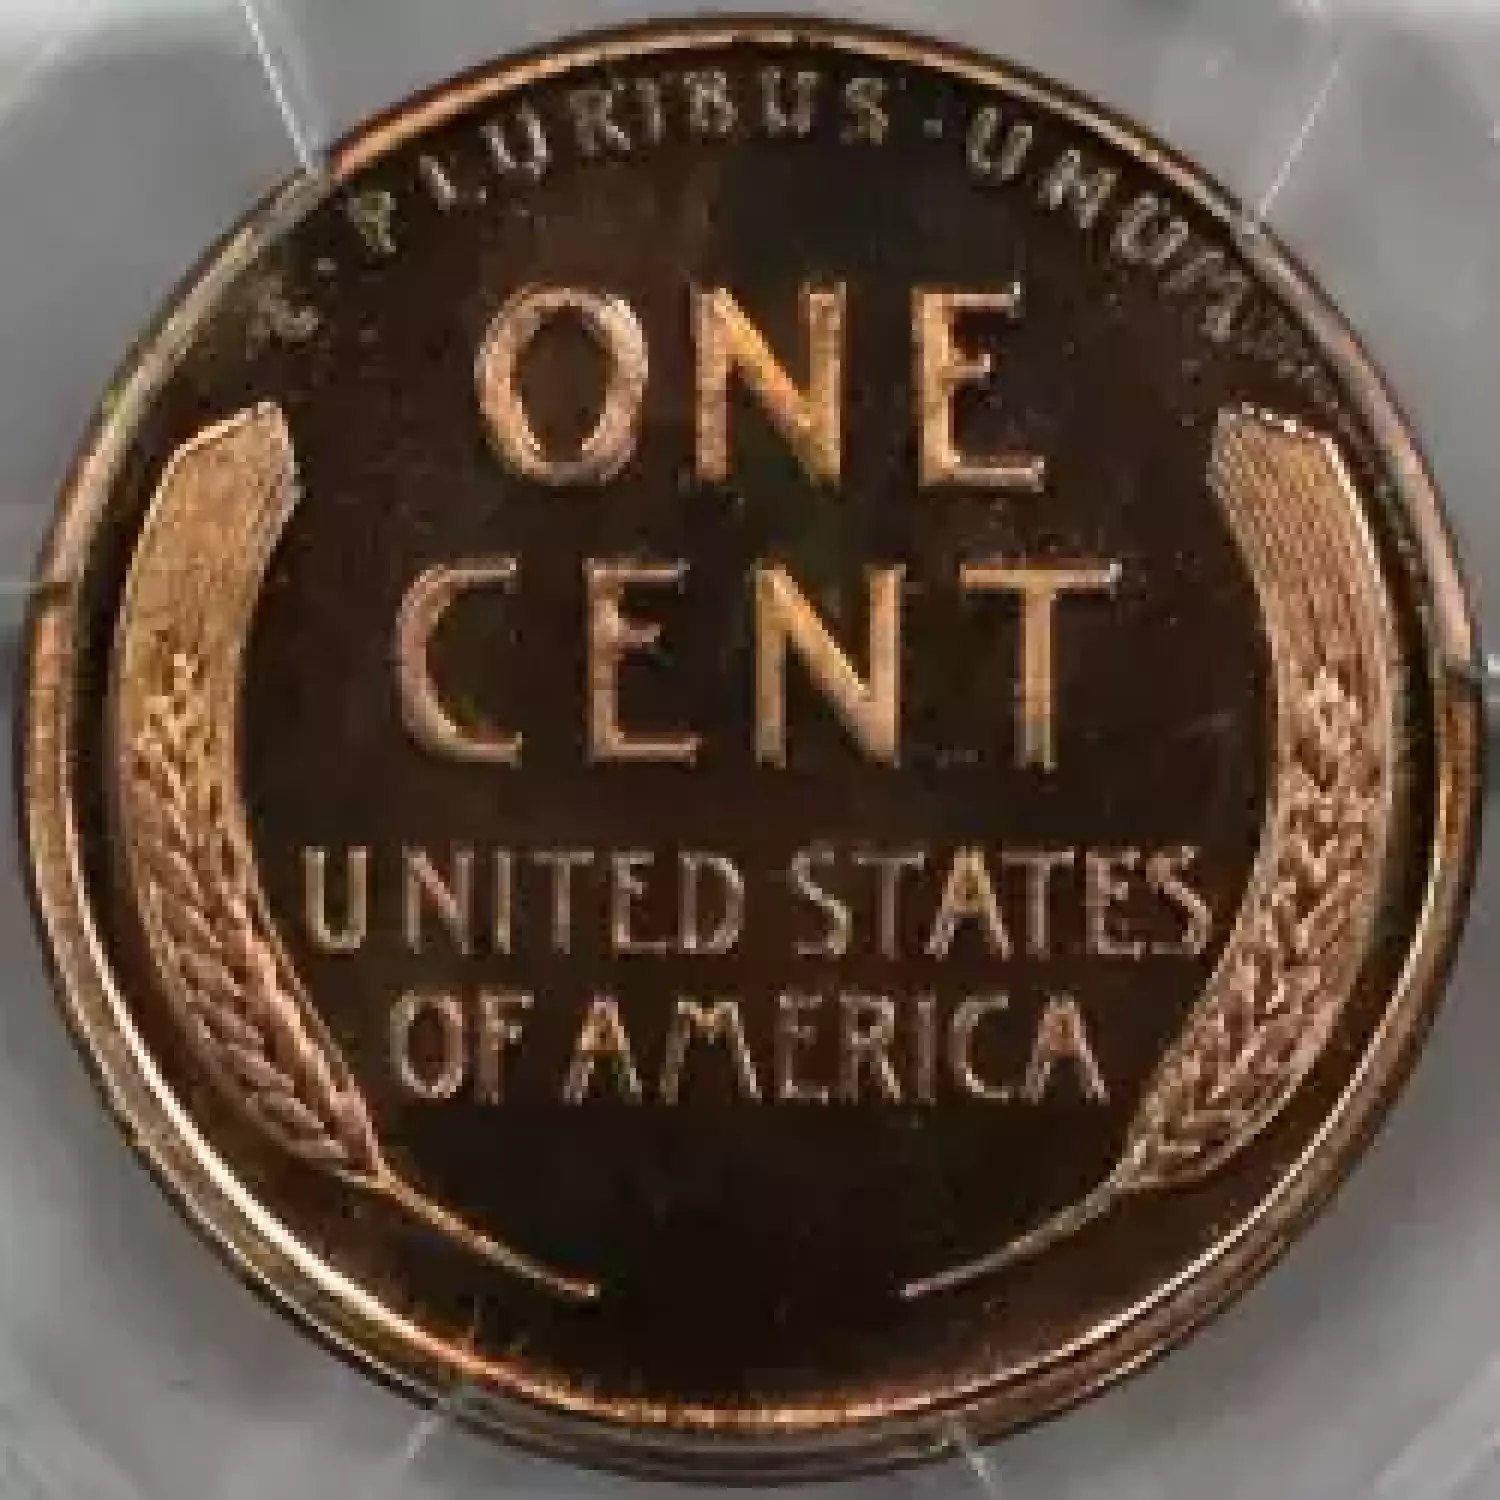 E · PLURIBUS · UNUM
ONE
CENT
UNITED STATES
OF AMERICA